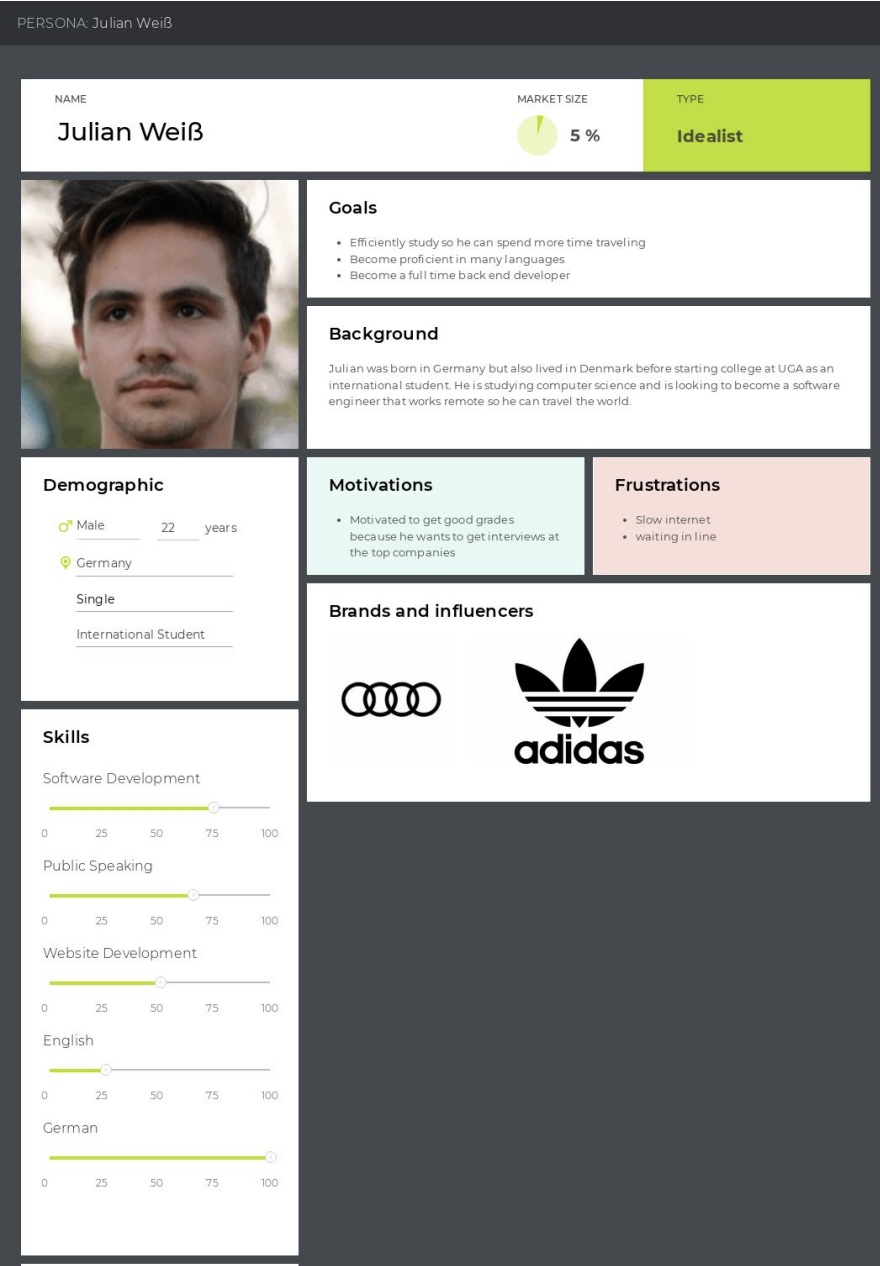 PERSONA: Julian Weiß
NAME
Julian Weiß
MARKET SIZE
5 %
TYPE
Idealist
Goals
• Efficiently study so he can spend more time traveling
• Become proficient in many languages
• Become a full time back end developer
Background
Julian was born in Germany but also lived in Denmark before starting college at UGA as an
international student. He is studying computer science and is looking to become a software
engineer that works remote so he can travel the world.
Demographic
Male 22 years
Germany
Single
International Student
Motivations
• Motivated to get good grades
because he wants to get interviews at
the top companies
Frustrations
• Slow internet
• waiting in line
Brands and influencers
adidas
Skills
Software Development
0 25 50 75 100
Public Speaking
0 25 50 75 100
Website Development
0 25 50 75 100
English
0 25 50 75 100
German
0 25 50 75 100